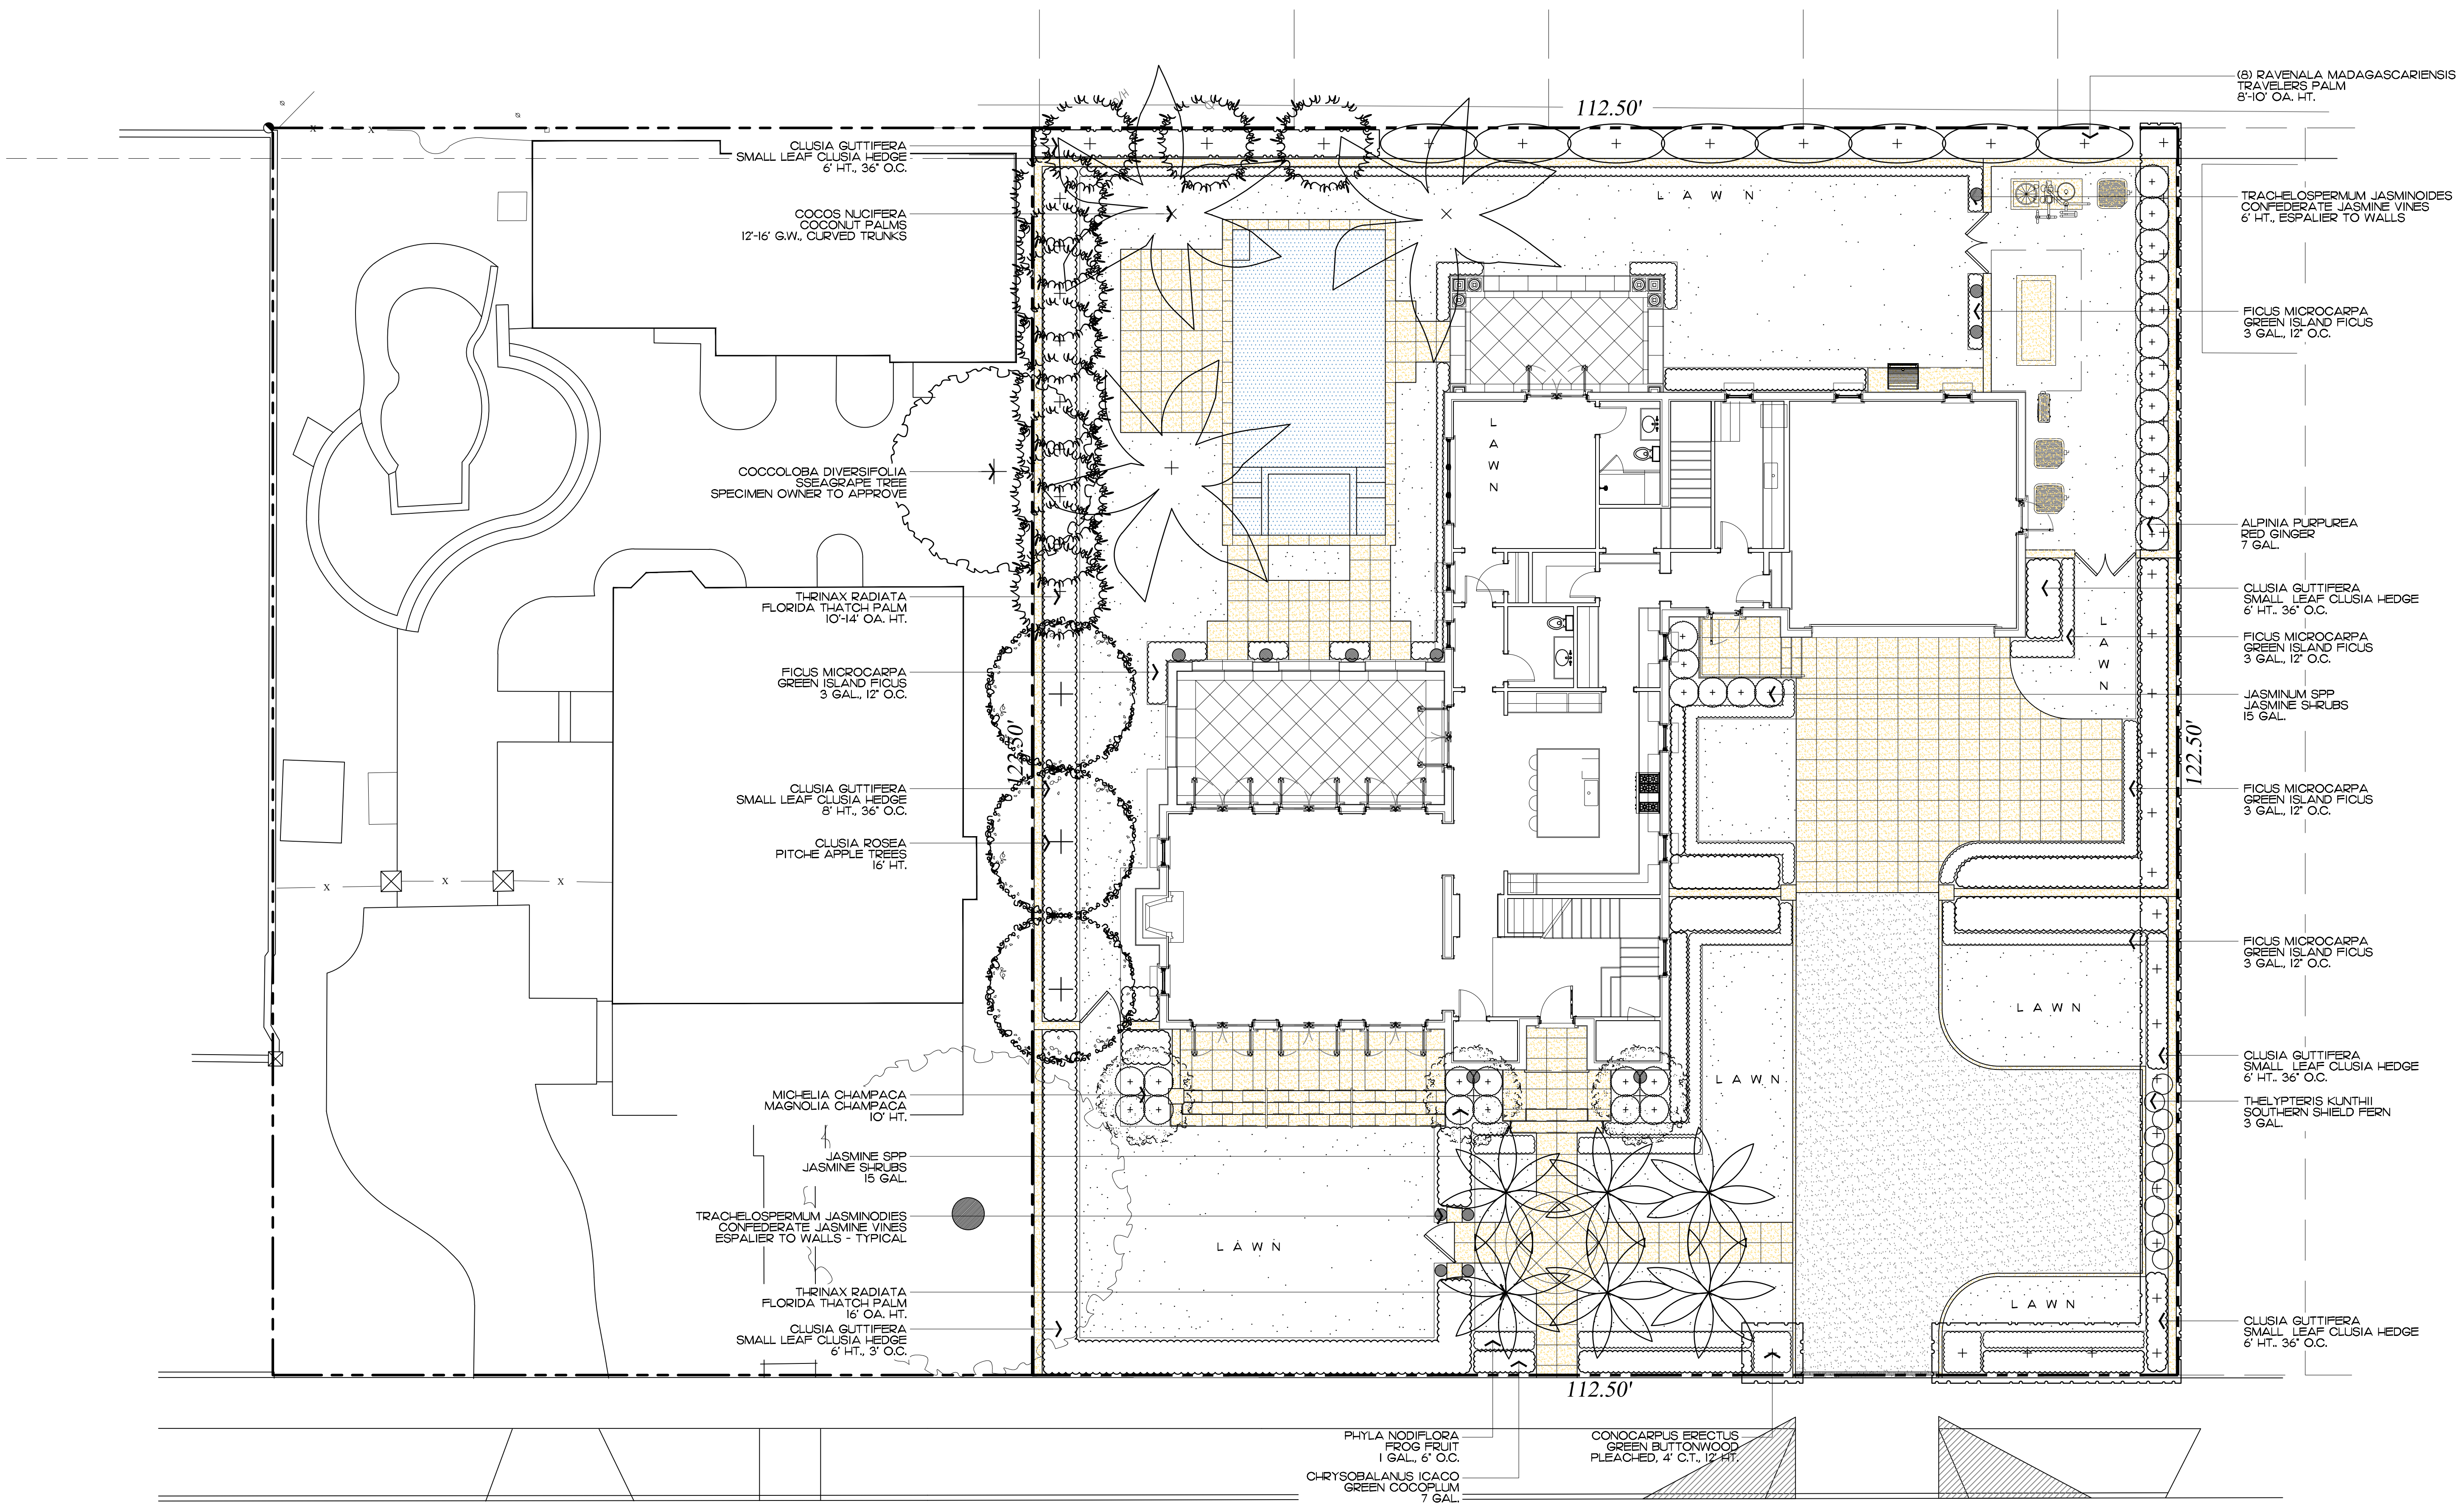 (8) RAVENALA MADAGASCARIENSIS
TRAVELERS PALM
8'-10' OA. HT.
112.50'
CLUSIA GUTTIFERA
SMALL LEAF CLUSIA HEDGE
6' HT., 36" O.C.
COCOS NUCIFERA
COCONUT PALMS
12'-16' G.W., CURVED TRUNKS
LAWN
TRACHELOSPERMUM JASMINOIDES
CONFEDERATE JASMINE VINES
6' HT., ESPALIER TO WALLS
FICUS MICROCARPA
GREEN ISLAND FICUS
3 GAL., 12" O.C.
LAWN
COCCOLOBA DIVERSIFOLIA
SSEAGRAPE TREE
SPECIMEN OWNER TO APPROVE
ALPINIA PURPUREA
RED GINGER
7 GAL.
THRINAX RADIATA
FLORIDA THATCH PALM
10'-14' OA. HT.
CLUSIA GUTTIFERA
SMALL LEAF CLUSIA HEDGE
6' HT.. 36" O.C.
LAWN
FICUS MICROCARPA
GREEN ISLAND FICUS
3 GAL., 12" O.C.
FICUS MICROCARPA
GREEN ISLAND FICUS
3 GAL., 12" O.C.
JASMINUM SPP
JASMINE SHRUBS
15 GAL.
122.50'
122.50'
CLUSIA GUTTIFERA
SMALL LEAF CLUSIA HEDGE
8' HT., 36" O.C.
FICUS MICROCARPA
GREEN ISLAND FICUS
3 GAL., 12" O.C.
CLUSIA ROSEA
PITCHE APPLE TREES
16' HT.
X X X
FICUS MICROCARPA
GREEN ISLAND FICUS
3 GAL., 12" O.C.
LAWN
CLUSIA GUTTIFERA
SMALL LEAF CLUSIA HEDGE
6' HT.. 36" O.C.
LAWN
MICHELIA CHAMPACA
MAGNOLIA CHAMPACA
10' HT.
THELYPTERIS KUNTHII
SOUTHERN SHIELD FERN
3 GAL.
JASMINE SPP
JASMINE SHRUBS
15 GAL.
TRACHELOSPERMUM JASMINODIES
CONFEDERATE JASMINE VINES
ESPALIER TO WALLS - TYPICAL
LAWN
THRINAX RADIATA
FLORIDA THATCH PALM
16' OA. HT.
LAWN
CLUSIA GUTTIFERA
SMALL LEAF CLUSIA HEDGE
6' HT., 3' O.C.
CLUSIA GUTTIFERA
SMALL LEAF CLUSIA HEDGE
6' HT.. 36" O.C.
112.50'
PHYLA NODIFLORA
FROG FRUIT
1 GAL., 6" O.C.
CONOCARPUS ERECTUS
GREEN BUTTONWOOD
PLEACHED, 4' C.T., 12' HT.
CHRYSOBALANUS ICACO
GREEN COCOPLUM
7 GAL.